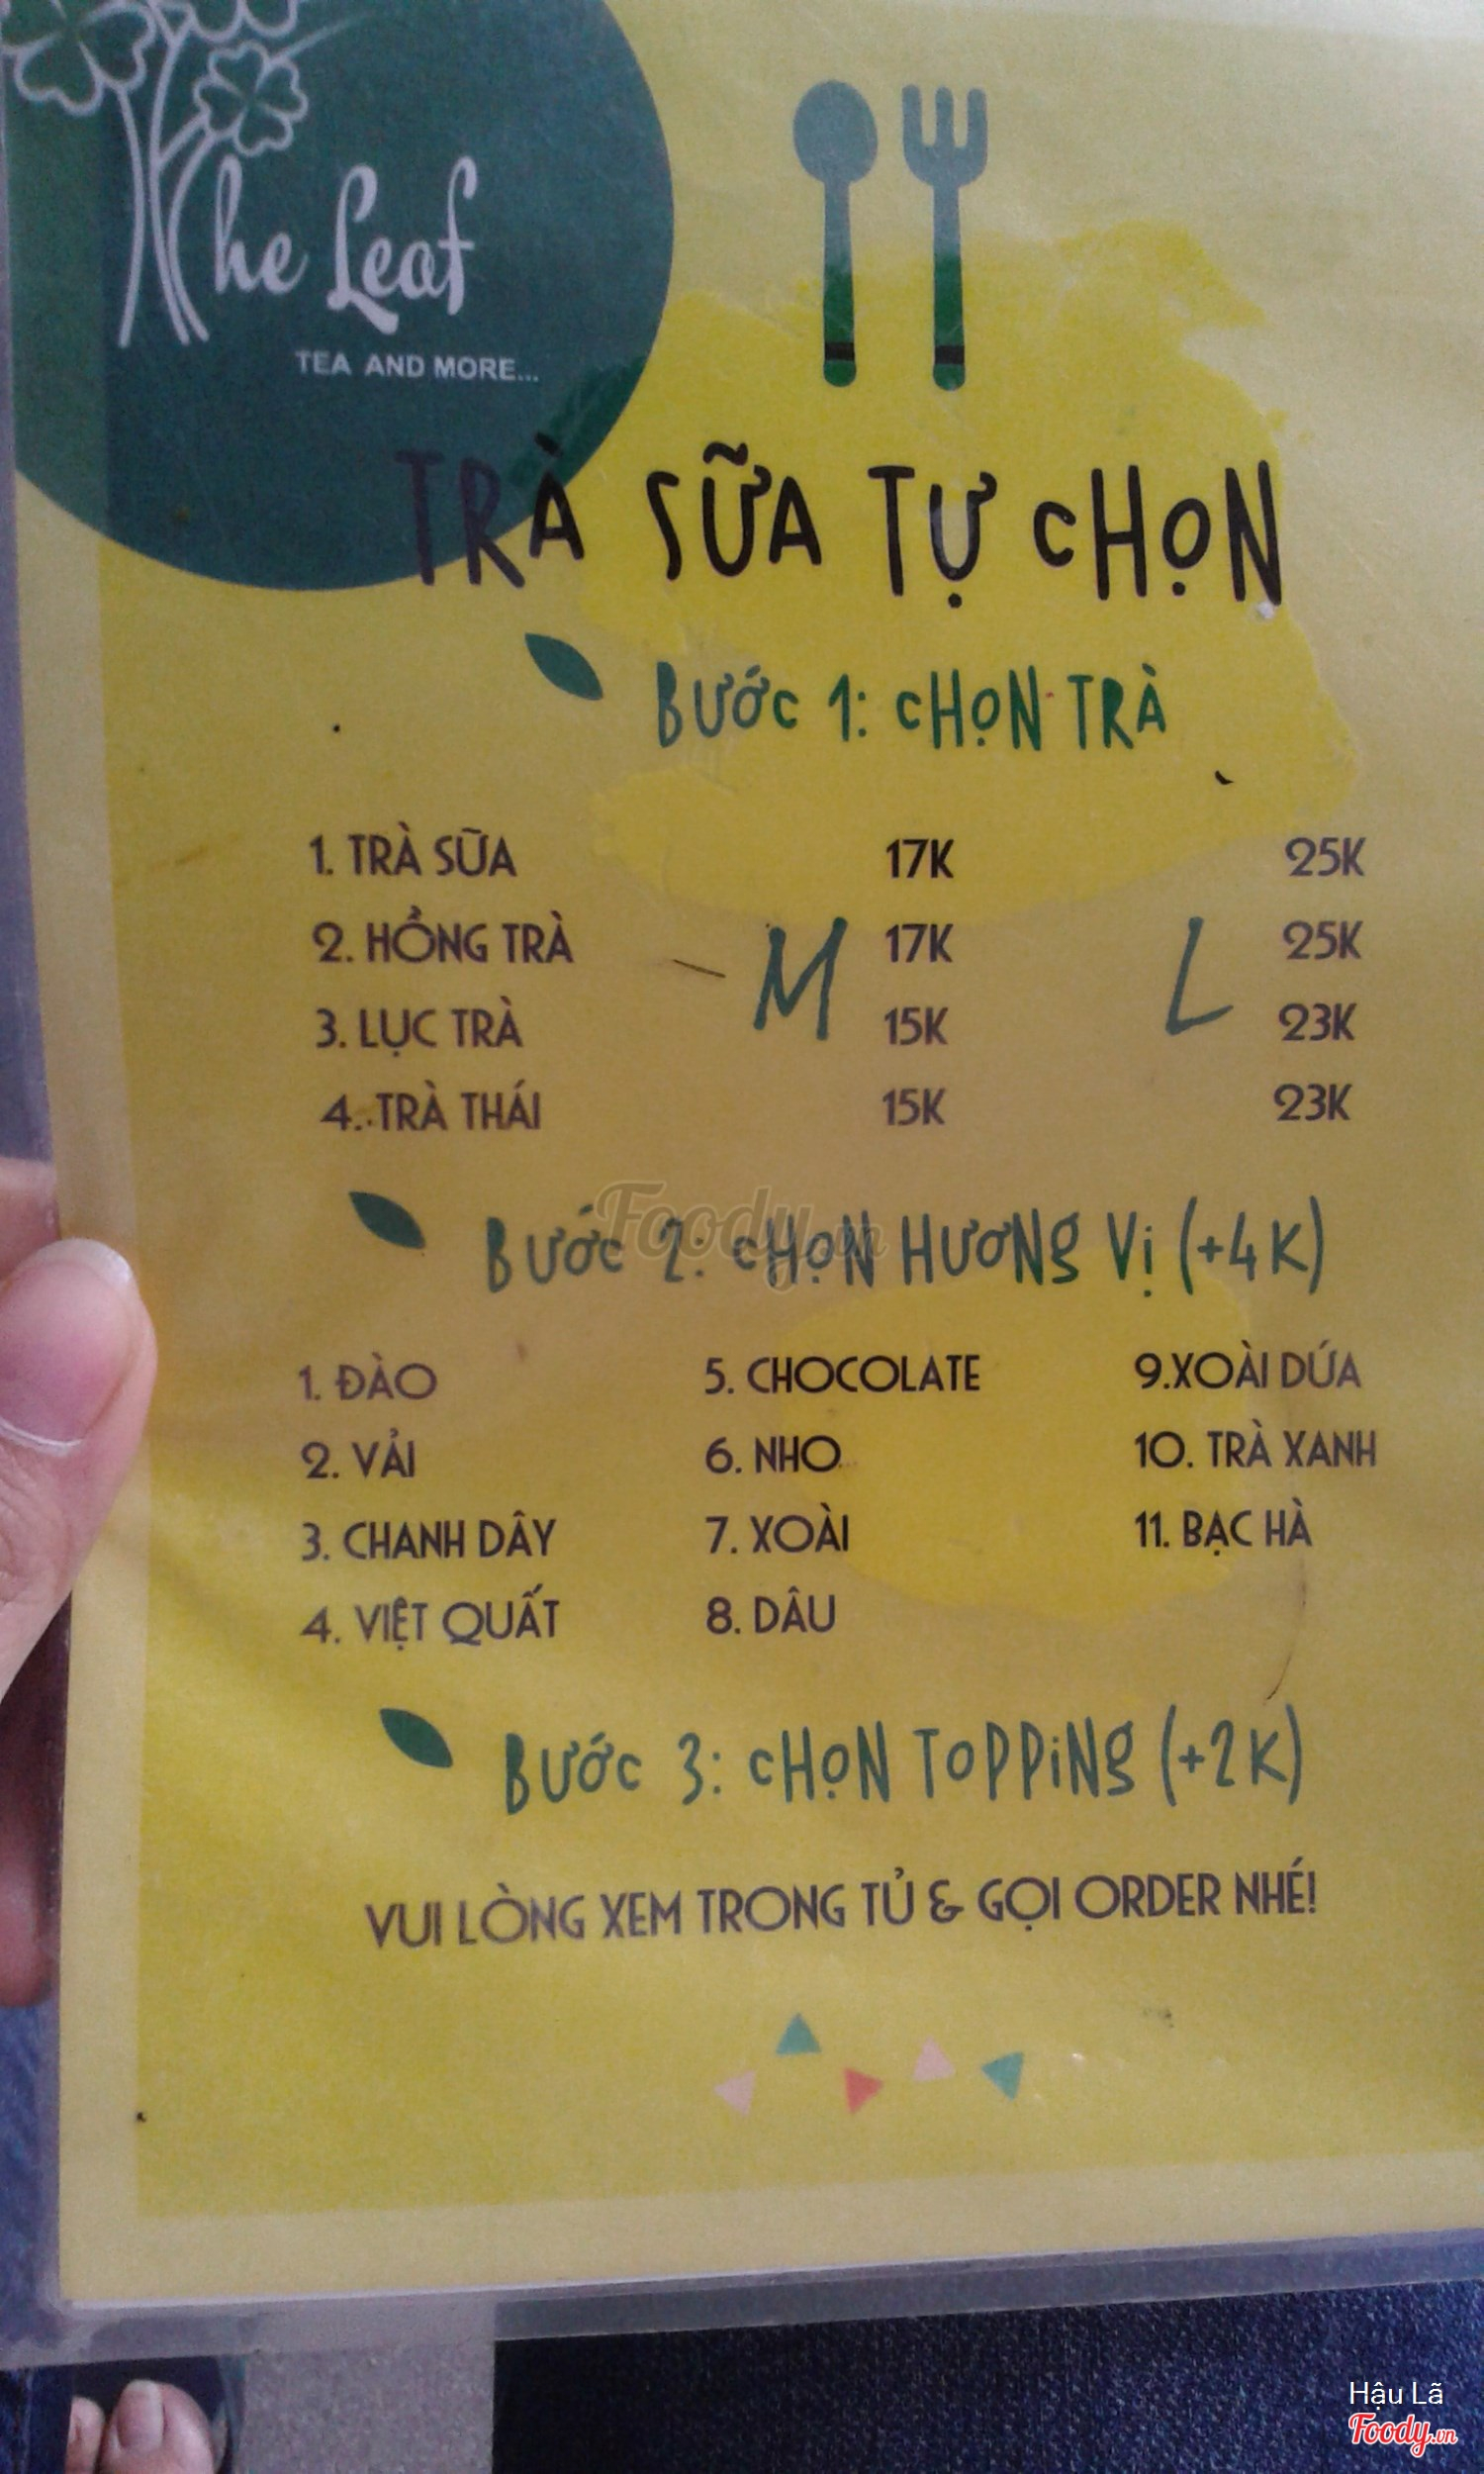 The Leaf
TEA AND MORE...
TRÀ SỮA TỰ CHỌN
BƯỚC 1: CHỌN TRÀ
1. TRÀ SỮA 17K 25K
2. HỒNG TRÀ M 17K L 25K
3. LỤC TRÀ 15K 23K
4. TRÀ THÁI 15K 23K
BƯỚC 2: CHỌN HƯƠNG VỊ (+4K)
Foody.vn
1. ĐÀO 5. CHOCOLATE 9.XOÀI DỨA
2. VẢI 6. NHO 10. TRÀ XANH
3. CHANH DÂY 7. XOÀI 11. BẠC HÀ
4. VIỆT QUẤT 8. DÂU
BƯỚC 3: CHỌN TOPPING (+2K)
VUI LÒNG XEM TRONG TỦ & GỌI ORDER NHÉ!
Hậu Lã
Foody.vn